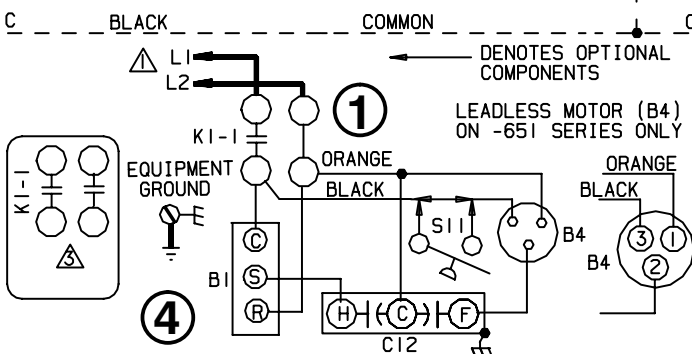 C BLACK COMMON C
1 L1
L2
DENOTES OPTIONAL
COMPONENTS
1
LEADLESS MOTOR (B4)
ON -651 SERIES ONLY
K1-1
K1-1
3
EQUIPMENT
GROUND
ORANGE
BLACK
S11
B4
ORANGE
BLACK
3 1
2
B4
C
S
R
B1
4
H C F
C12